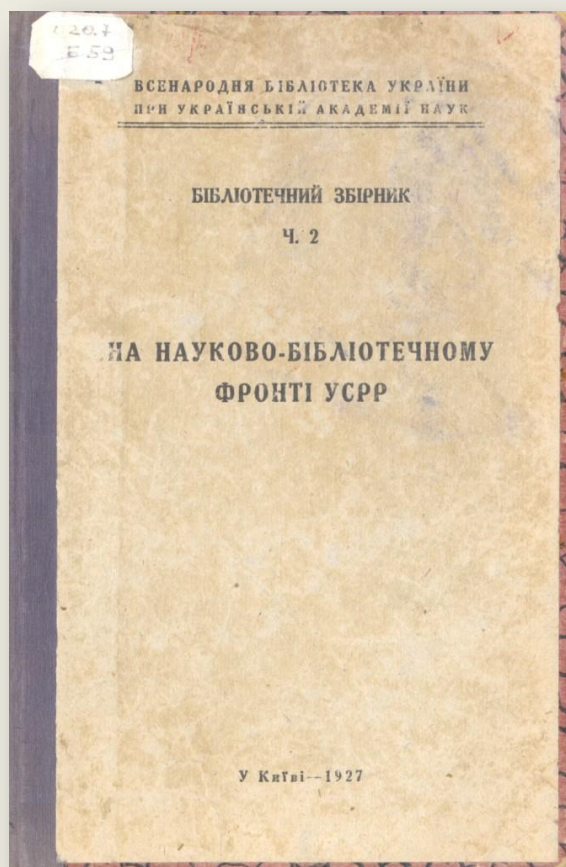 020.7
Б 59
ВСЕНАРОДНЯ БІБЛІОТЕКА УКРАЇНИ
ПРИ УКРАЇНСЬКІЙ АКАДЕМІЇ НАУК
БІБЛІОТЕЧНИЙ ЗБІРНИК
Ч. 2
НА НАУКОВО-БІБЛІОТЕЧНОМУ
ФРОНТІ УСРР
У Київі--1927